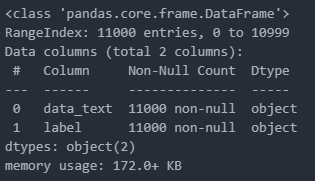 <class 'pandas.core.frame.DataFrame'>
RangeIndex: 11000 entries, 0 to 10999
Data columns (total 2 columns):
 #   Column     Non-Null Count  Dtype
---  ------     --------------  -----
 0   data_text  11000 non-null  object
 1   label      11000 non-null  object
dtypes: object(2)
memory usage: 172.0+ KB